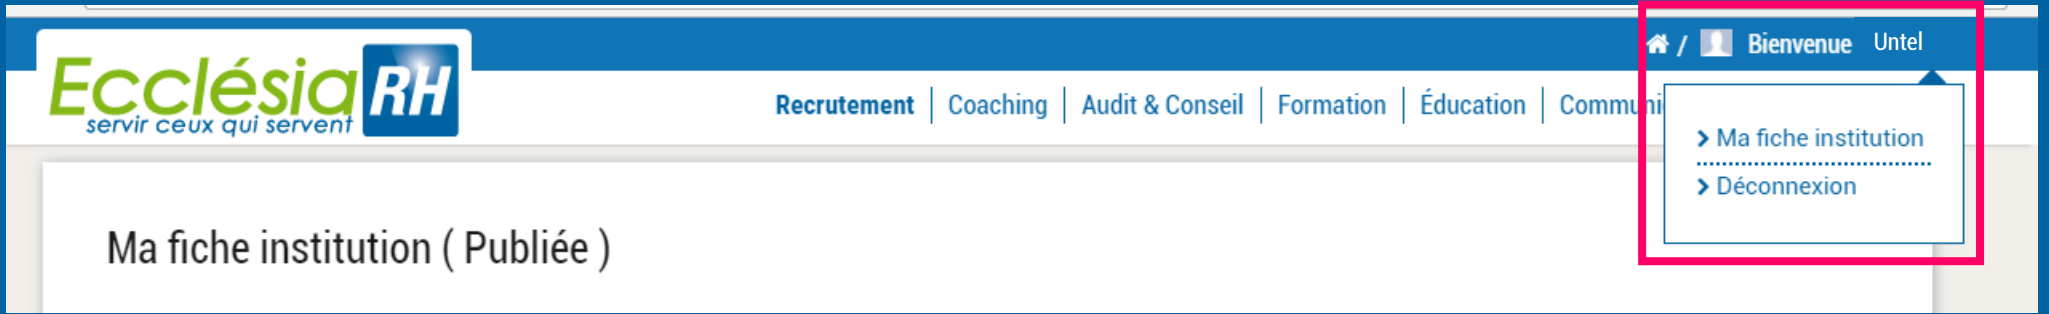 / Bienvenue Untel
Ecclésia RH
servir ceux qui servent
Recrutement | Coaching | Audit & Conseil | Formation | Éducation | Communi
Ma fiche institution
Déconnexion
Ma fiche institution ( Publiée )